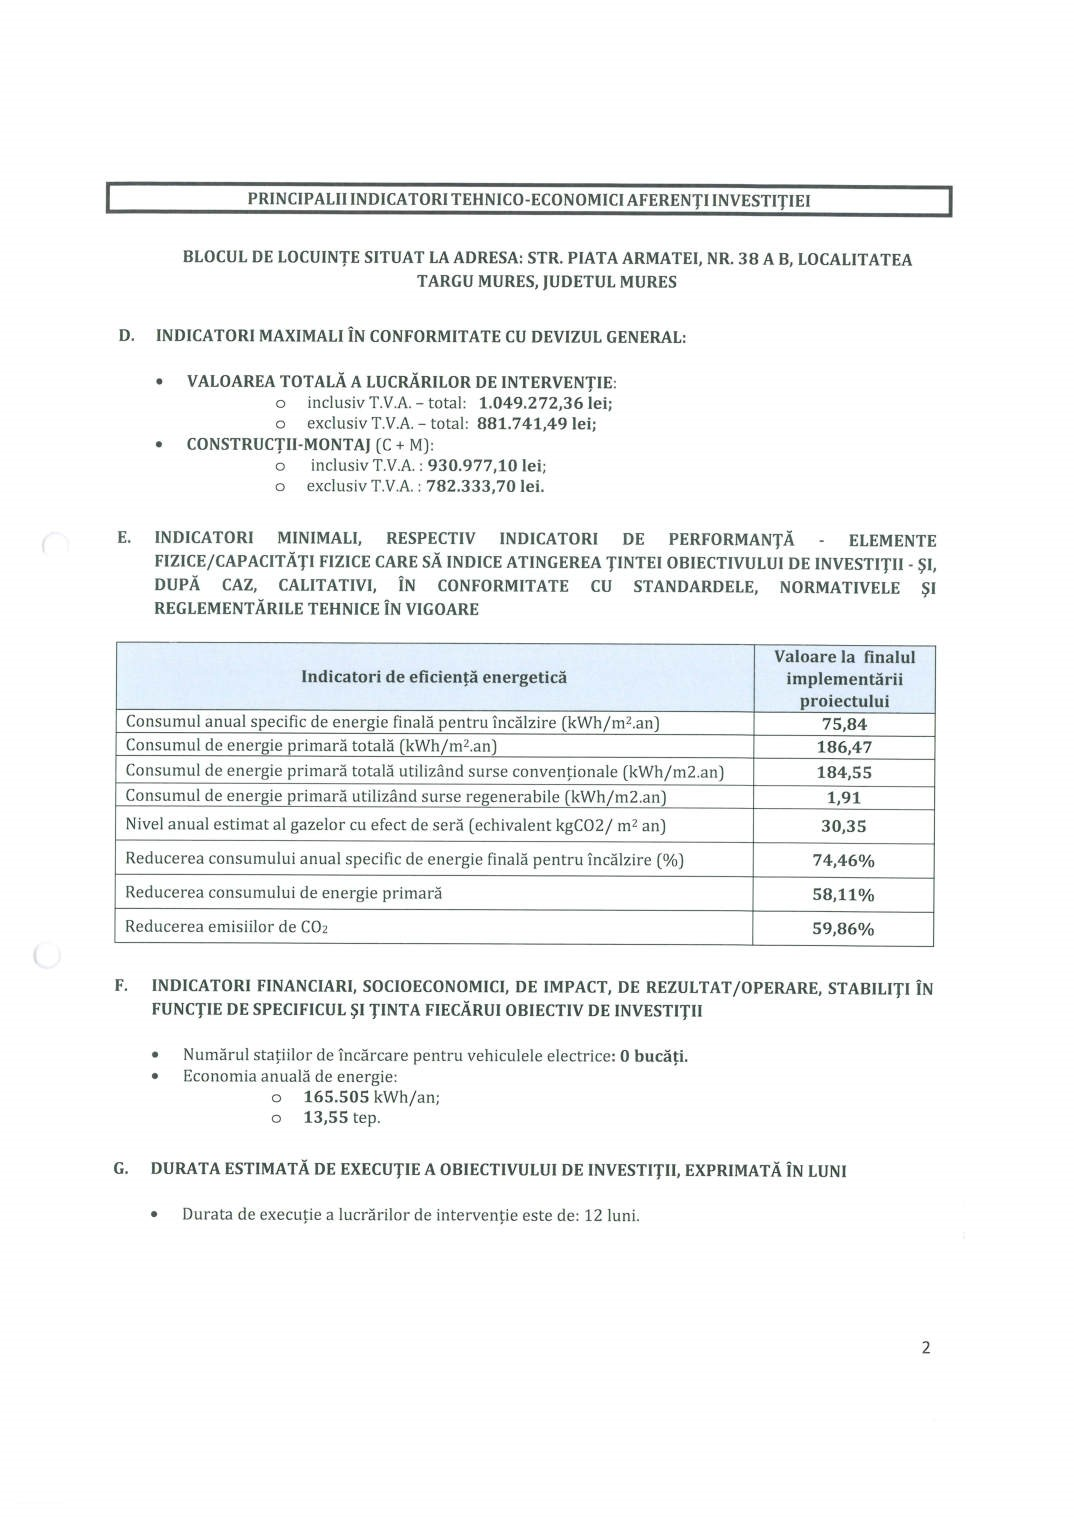 PRINCIPALII INDICATORI TEHNICO-ECONOMICI AFERENȚI INVESTIȚIEI
BLOCUL DE LOCUINȚE SITUAT LA ADRESA: STR. PIATA ARMATEI, NR. 38 A B, LOCALITATEA
TARGU MURES, JUDETUL MURES
D. INDICATORI MAXIMALI ÎN CONFORMITATE CU DEVIZUL GENERAL:
• VALOAREA TOTALĂ A LUCRĂRILOR DE INTERVENȚIE:
o inclusiv T.V.A. – total: 1.049.272,36 lei;
o exclusiv T.V.A. – total: 881.741,49 lei;
• CONSTRUCȚII-MONTAJ (C + M):
o inclusiv T.V.A. : 930.977,10 lei;
o exclusiv T.V.A. : 782.333,70 lei.
E. INDICATORI MINIMALI, RESPECTIV INDICATORI DE PERFORMANȚĂ - ELEMENTE
FIZICE/CAPACITĂȚI FIZICE CARE SĂ INDICE ATINGEREA ȚINTEI OBIECTIVULUI DE INVESTIȚII - ȘI,
DUPĂ CAZ, CALITATIVI, ÎN CONFORMITATE CU STANDARDELE, NORMATIVELE ȘI
REGLEMENTĂRILE TEHNICE ÎN VIGOARE
Indicatori de eficiență energetică
Valoare la finalul
implementării
proiectului
Consumul anual specific de energie finală pentru încălzire (kWh/m².an) 75,84
Consumul de energie primară totală (kWh/m².an) 186,47
Consumul de energie primară totală utilizând surse convenționale (kWh/m2.an) 184,55
Consumul de energie primară utilizând surse regenerabile (kWh/m2.an) 1,91
Nivel anual estimat al gazelor cu efect de seră (echivalent kgCO2/ m² an) 30,35
Reducerea consumului anual specific de energie finală pentru încălzire (%) 74,46%
Reducerea consumului de energie primară 58,11%
Reducerea emisiilor de CO₂ 59,86%
F. INDICATORI FINANCIARI, SOCIOECONOMICI, DE IMPACT, DE REZULTAT/OPERARE, STABILIȚI ÎN
FUNCȚIE DE SPECIFICUL ȘI ȚINTA FIECĂRUI OBIECTIV DE INVESTIȚII
• Numărul stațiilor de încărcare pentru vehiculele electrice: 0 bucăți.
• Economia anuală de energie:
o 165.505 kWh/an;
o 13,55 tep.
G. DURATA ESTIMATĂ DE EXECUȚIE A OBIECTIVULUI DE INVESTIȚII, EXPRIMATĂ ÎN LUNI
• Durata de execuție a lucrărilor de intervenție este de: 12 luni.
2